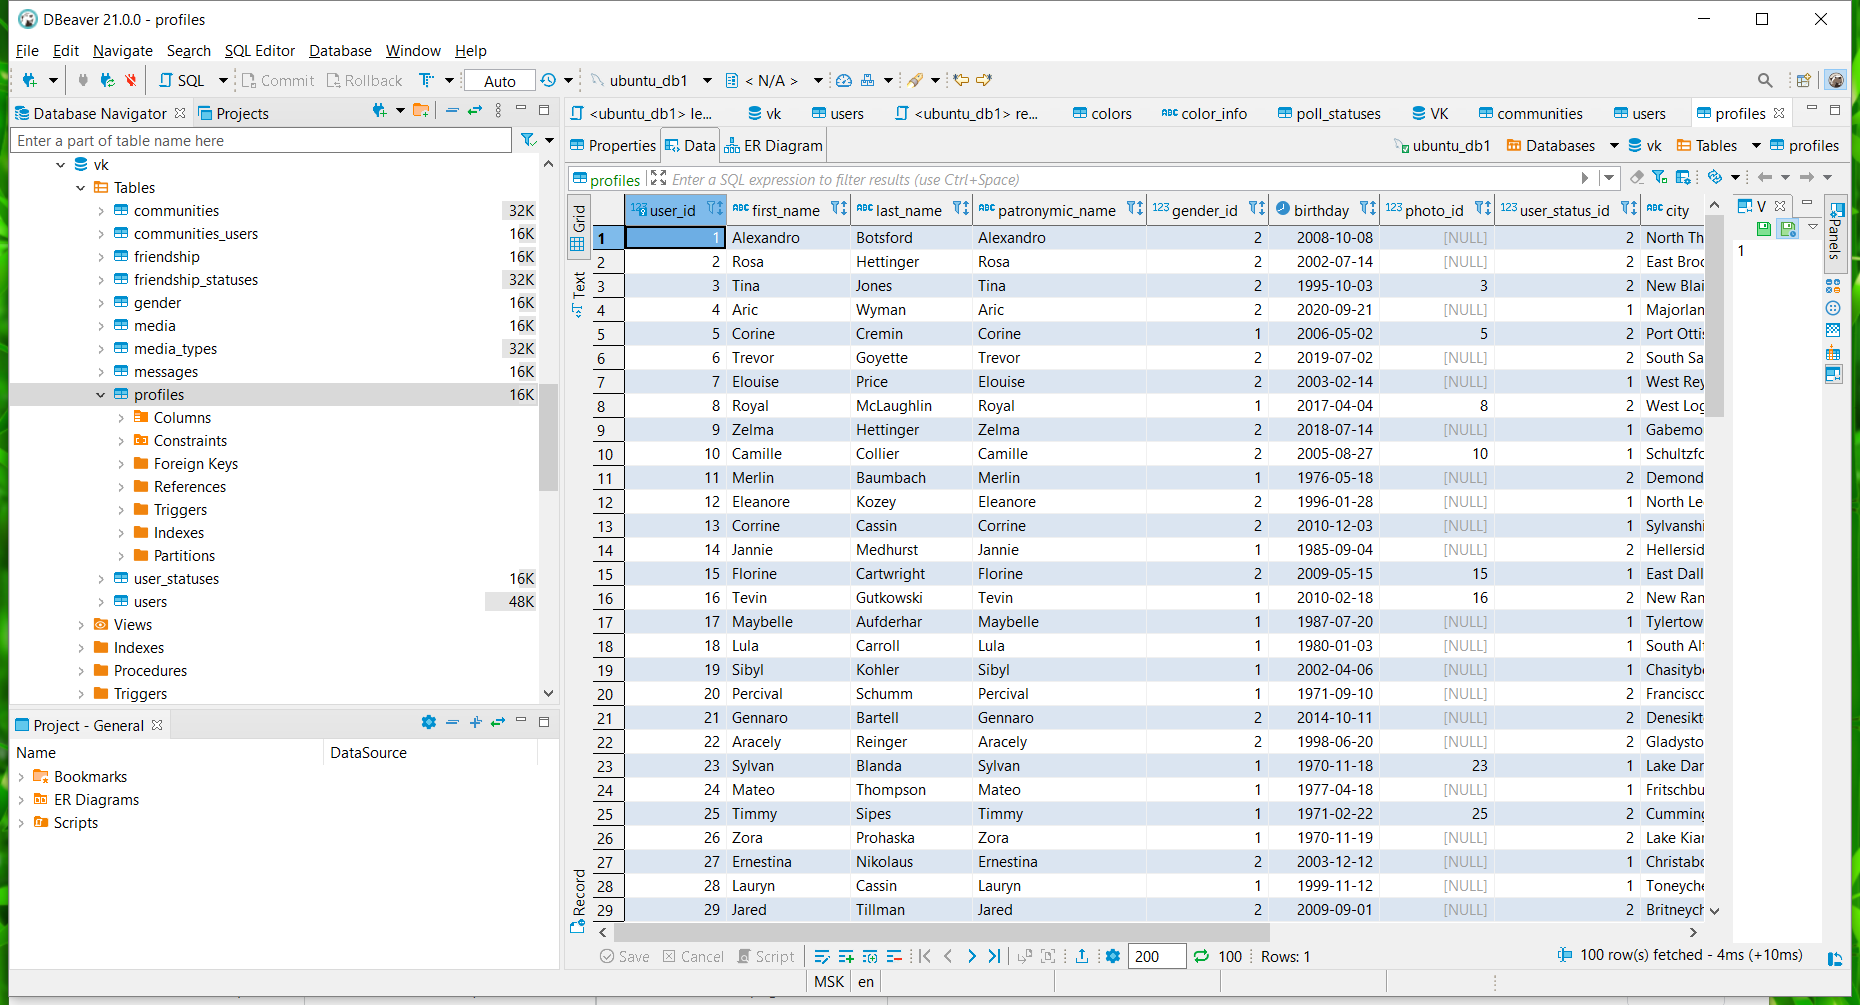 DBeaver 21.0.0 - profiles
File Edit Navigate Search SQL Editor Database Window Help
SQL Commit Rollback Auto ubuntu_db1 < N/A >
Database Navigator Projects
Enter a part of table name here
vk
Tables
communities 32K
communities_users 16K
friendship 16K
friendship_statuses 32K
gender 16K
media 16K
media_types 32K
messages 16K
profiles 16K
Columns
Constraints
Foreign Keys
References
Triggers
Indexes
Partitions
user_statuses 16K
users 48K
Views
Indexes
Procedures
Triggers
Project - General
Name DataSource
Bookmarks
ER Diagrams
Scripts
<ubuntu_db1> le... vk users <ubuntu_db1> re... colors ABC color_info poll_statuses VK communities users profiles
Properties Data ER Diagram ubuntu_db1 Databases vk Tables profiles
profiles Enter a SQL expression to filter results (use Ctrl+Space)
Grid
Text
Record
123 user_id ABC first_name ABC last_name ABC patronymic_name 123 gender_id birthday 123 photo_id 123 user_status_id ABC city
1 1 Alexandro Botsford Alexandro 2 2008-10-08 [NULL] 2 North Th
2 2 Rosa Hettinger Rosa 2 2002-07-14 [NULL] 2 East Broo
3 3 Tina Jones Tina 2 1995-10-03 3 2 New Blai
4 4 Aric Wyman Aric 2 2020-09-21 [NULL] 1 Majorlan
5 5 Corine Cremin Corine 1 2006-05-02 5 2 Port Ottis
6 6 Trevor Goyette Trevor 2 2019-07-02 [NULL] 2 South Sa
7 7 Elouise Price Elouise 2 2003-02-14 [NULL] 1 West Rey
8 8 Royal McLaughlin Royal 1 2017-04-04 8 2 West Log
9 9 Zelma Hettinger Zelma 2 2018-07-14 [NULL] 1 Gabemo
10 10 Camille Collier Camille 2 2005-08-27 10 1 Schultzfo
11 11 Merlin Baumbach Merlin 1 1976-05-18 [NULL] 2 Demond
12 12 Eleanore Kozey Eleanore 2 1996-01-28 [NULL] 1 North Le
13 13 Corrine Cassin Corrine 2 2010-12-03 [NULL] 1 Sylvanshi
14 14 Jannie Medhurst Jannie 1 1985-09-04 [NULL] 2 Hellersid
15 15 Florine Cartwright Florine 2 2009-05-15 15 1 East Dall
16 16 Tevin Gutkowski Tevin 1 2010-02-18 16 2 New Ran
17 17 Maybelle Aufderhar Maybelle 1 1987-07-20 [NULL] 1 Tylertow
18 18 Lula Carroll Lula 1 1980-01-03 [NULL] 1 South Al
19 19 Sibyl Kohler Sibyl 1 2002-04-06 [NULL] 1 Chasitybe
20 20 Percival Schumm Percival 1 1971-09-10 [NULL] 2 Francisco
21 21 Gennaro Bartell Gennaro 2 2014-10-11 [NULL] 2 Denesikt
22 22 Aracely Reinger Aracely 2 1998-06-20 [NULL] 2 Gladysto
23 23 Sylvan Blanda Sylvan 1 1970-11-18 23 1 Lake Dar
24 24 Mateo Thompson Mateo 1 1977-04-18 [NULL] 1 Fritschbu
25 25 Timmy Sipes Timmy 1 1971-02-22 25 2 Cumming
26 26 Zora Prohaska Zora 1 1970-11-19 [NULL] 2 Lake Kiar
27 27 Ernestina Nikolaus Ernestina 2 2003-12-12 [NULL] 1 Christabo
28 28 Lauryn Cassin Lauryn 1 1999-11-12 [NULL] 1 Toneyche
29 29 Jared Tillman Jared 2 2009-09-01 [NULL] 2 Britneych
V
1
Panels
Save Cancel Script 200 100 Rows: 1 100 row(s) fetched - 4ms (+10ms)
MSK en